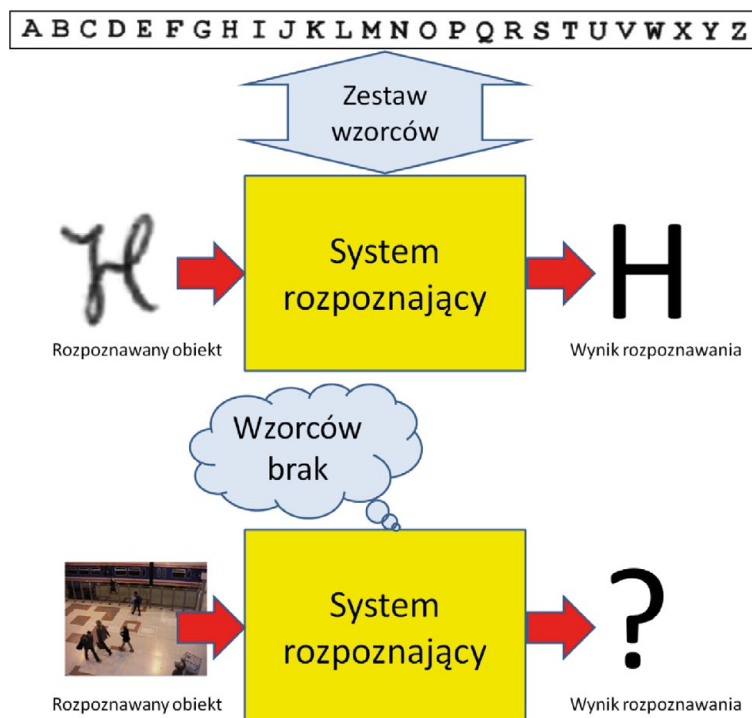 A B C D E F G H I J K L M N O P Q R S T U V W X Y Z
Zestaw
wzorców
H
System
rozpoznający
H
Rozpoznawany obiekt
Wynik rozpoznawania
Wzorców
brak
System
rozpoznający
?
Rozpoznawany obiekt
Wynik rozpoznawania